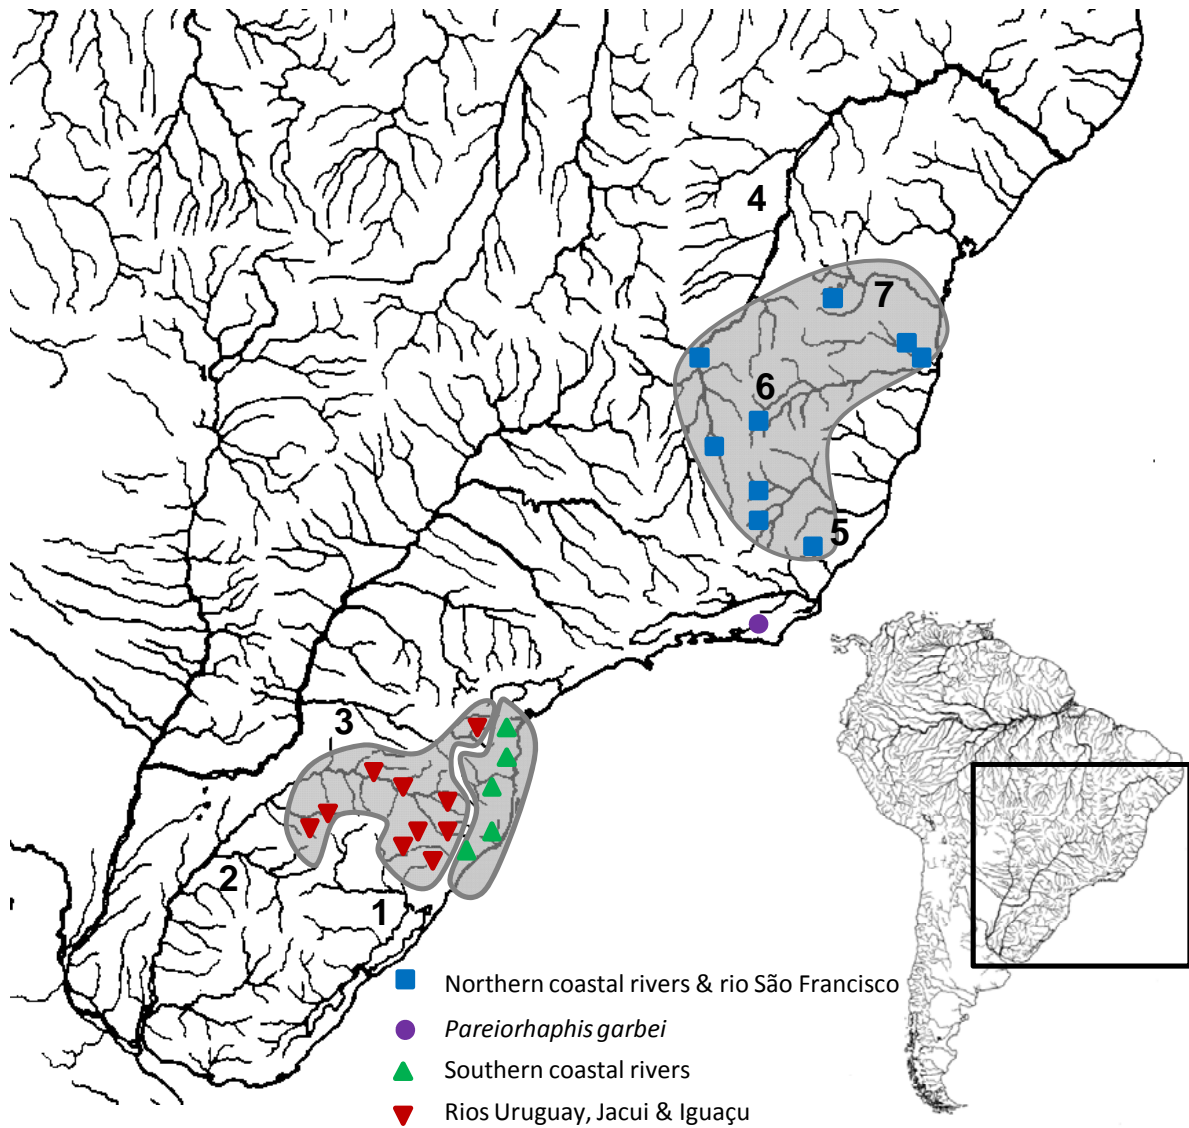 4
7
6
5
3
2
1
Northern coastal rivers & rio São Francisco
Pareiorhaphis garbei
Southern coastal rivers
Rios Uruguay, Jacui & Iguaçu